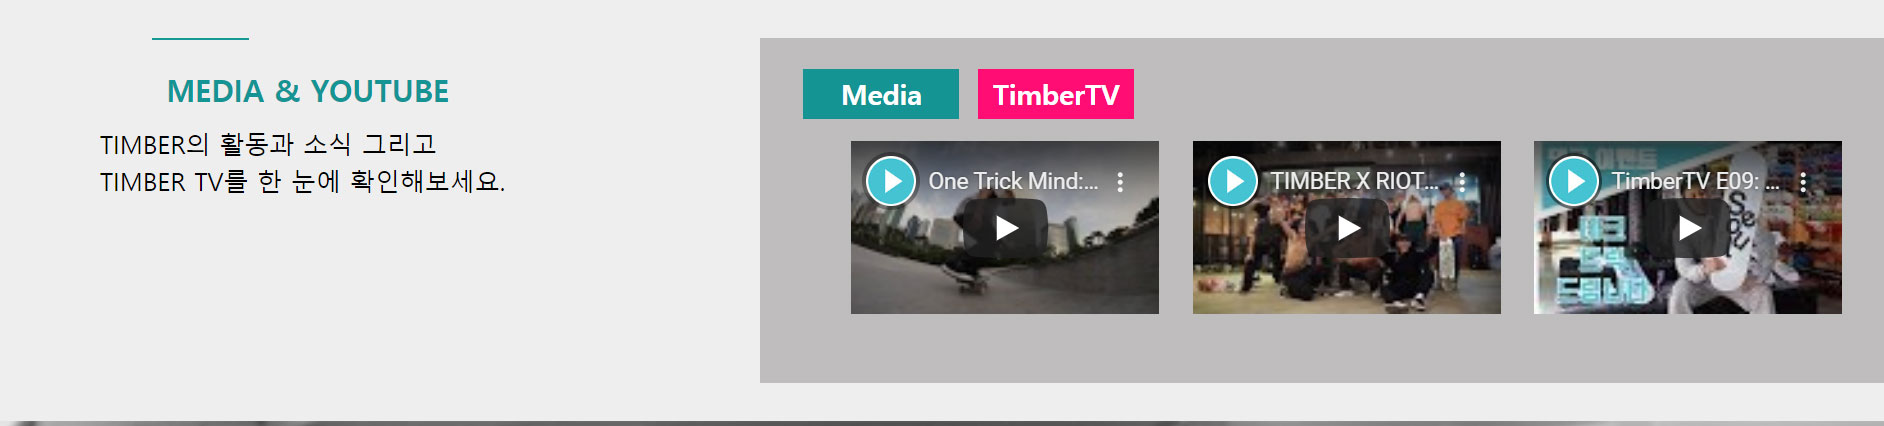 MEDIA & YOUTUBE
TIMBER의 활동과 소식 그리고
TIMBER TV를 한 눈에 확인해보세요.
Media
TimberTV
One Trick Mind:...
TIMBER X RIOT...
TimberTV E09: ...
Seoul